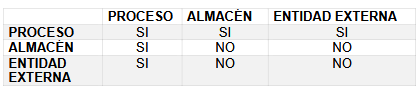 PROCESO ALMACÉN ENTIDAD EXTERNA
PROCESO SI SI SI
ALMACÉN SI NO NO
ENTIDAD EXTERNA SI NO NO